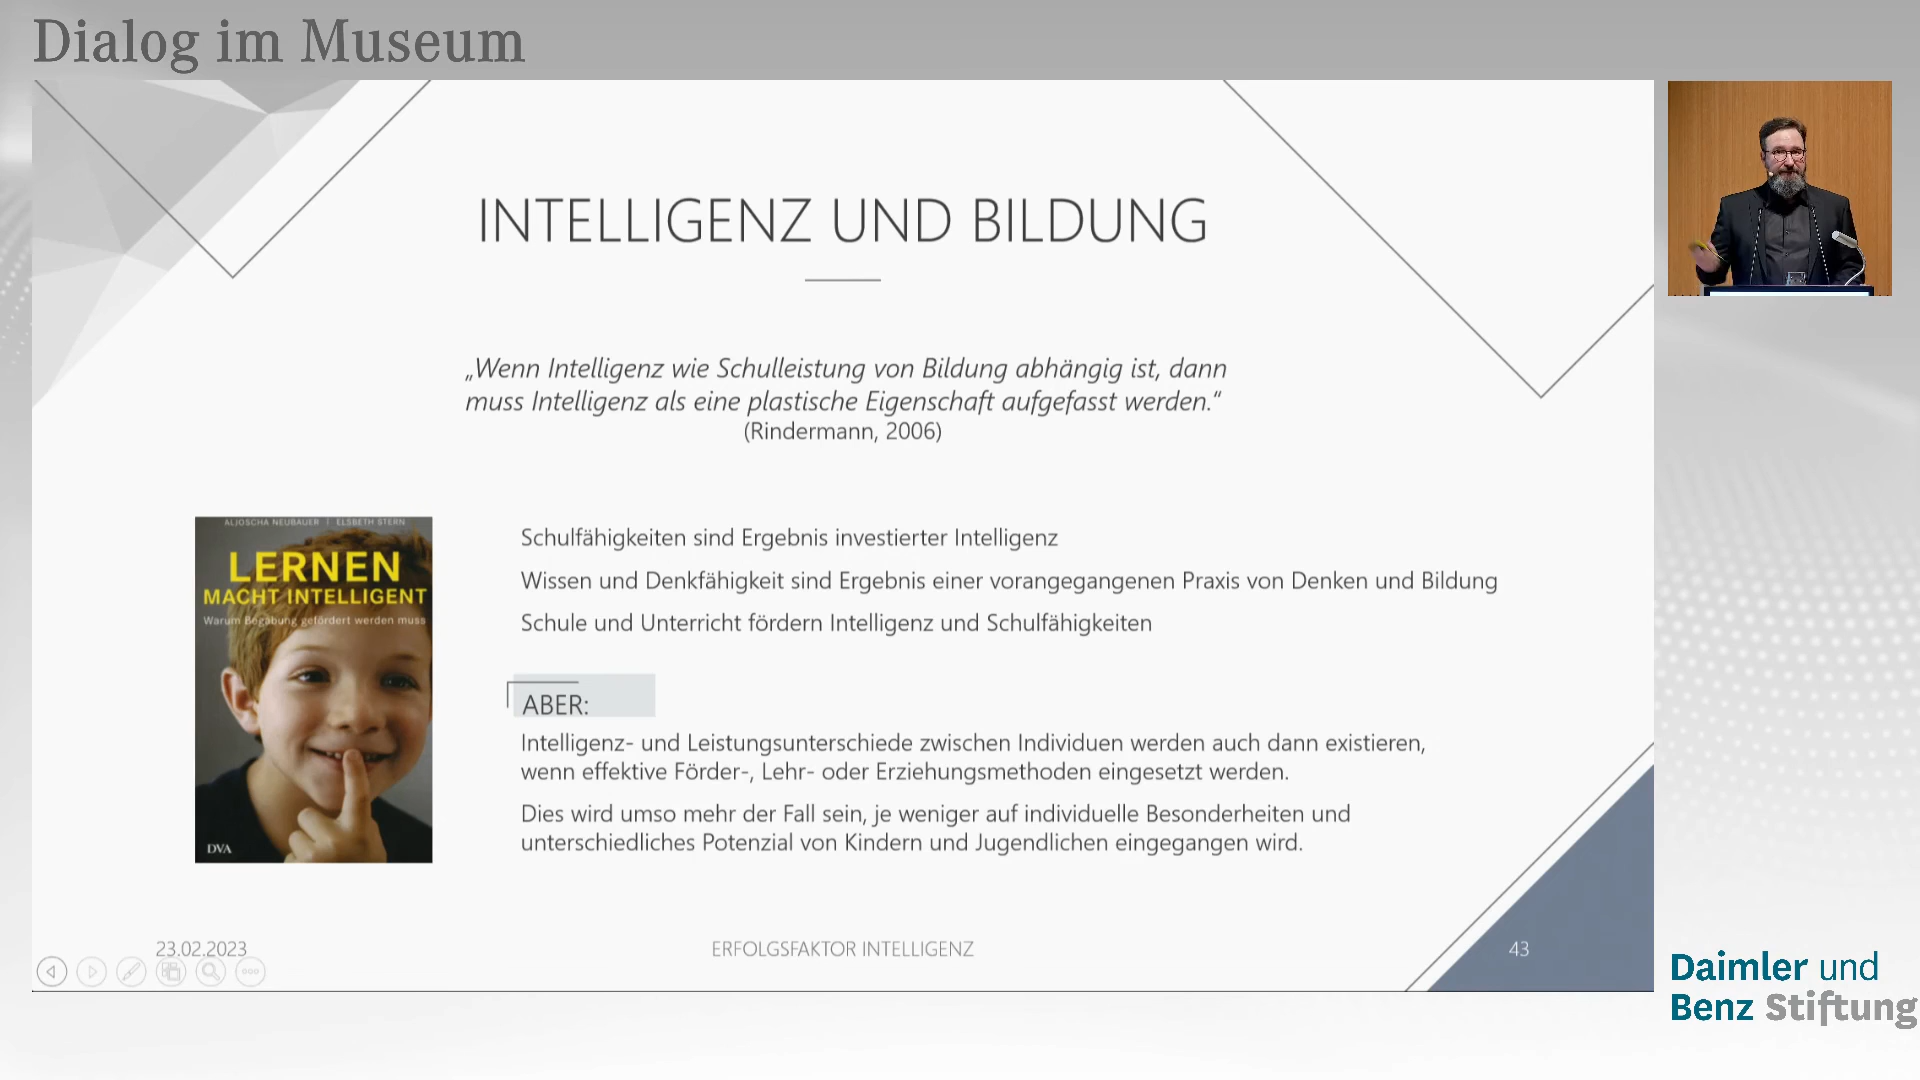 Dialog im Museum
INTELLIGENZ UND BILDUNG
„Wenn Intelligenz wie Schulleistung von Bildung abhängig ist, dann
muss Intelligenz als eine plastische Eigenschaft aufgefasst werden.“
(Rindermann, 2006)
ALJOSCHA NEUBAUER | ELSBETH STERN
LERNEN
MACHT INTELLIGENT
Warum Begabung gefördert werden muss
DVA
Schulfähigkeiten sind Ergebnis investierter Intelligenz
Wissen und Denkfähigkeit sind Ergebnis einer vorangegangenen Praxis von Denken und Bildung
Schule und Unterricht fördern Intelligenz und Schulfähigkeiten
ABER:
Intelligenz- und Leistungsunterschiede zwischen Individuen werden auch dann existieren,
wenn effektive Förder-, Lehr- oder Erziehungsmethoden eingesetzt werden.
Dies wird umso mehr der Fall sein, je weniger auf individuelle Besonderheiten und
unterschiedliches Potenzial von Kindern und Jugendlichen eingegangen wird.
23.02.2023
ERFOLGSFAKTOR INTELLIGENZ
43
Daimler und
Benz Stiftung